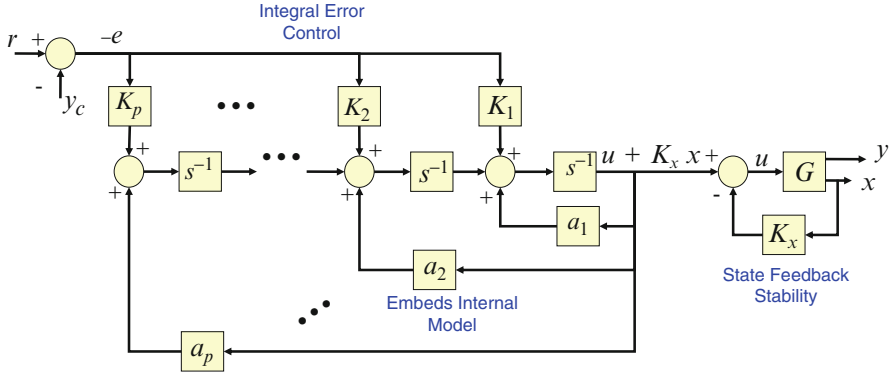 Integral Error
Control
r + −e
- y_c
K_p ••• K_2 K_1
+ + s⁻¹ ••• + + s⁻¹ + + s⁻¹ u + K_x x + - u G y
x
a_1 K_x
a_2
State Feedback
Stability
Embeds Internal
Model
•••
a_p